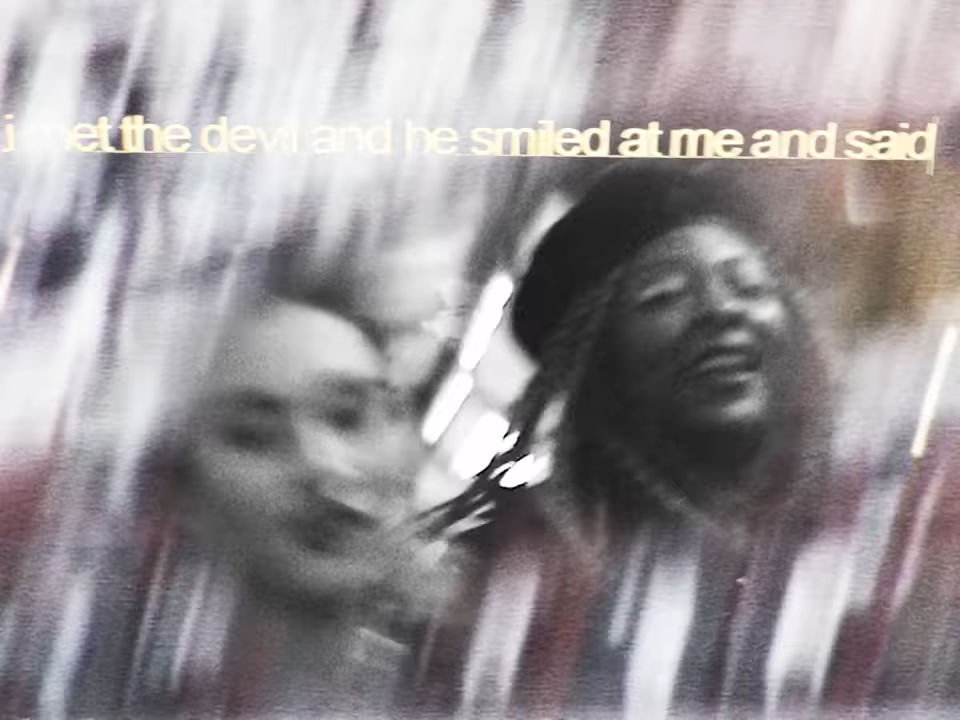 i met the devil and he smiled at me and said